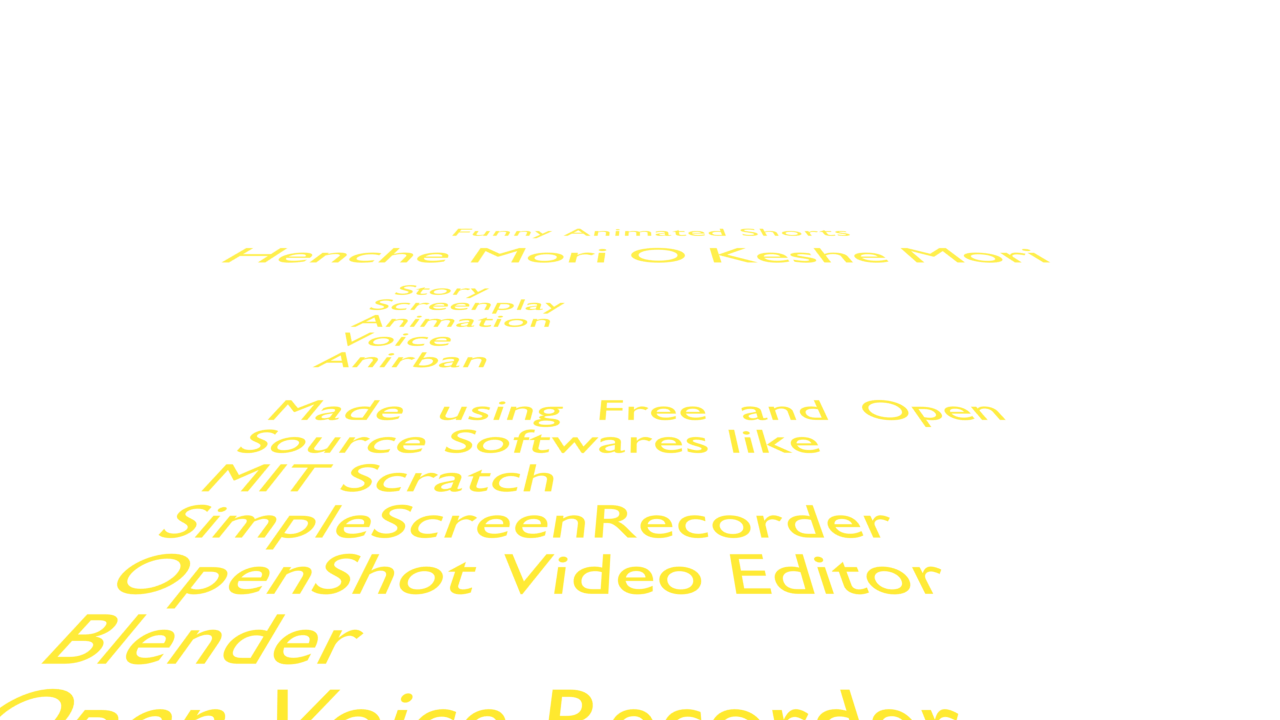 Funny Animated Shorts
Henche Mori O Keshe Mori
Story
Screenplay
Animation
Voice
Anirban
Made using Free and Open
Source Softwares like
MIT Scratch
SimpleScreenRecorder
OpenShot Video Editor
Blender
Open Voice Recorder